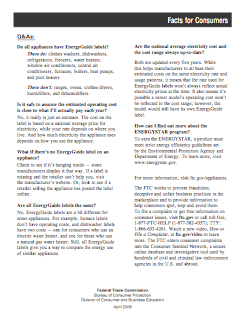 Facts for Consumers
Q&As:
Do all appliances have EnergyGuide labels?
These do: clothes washers, dishwashers,
refrigerators, freezers, water heaters,
window air conditioners, central air
conditioners, furnaces, boilers, heat pumps,
and pool heaters.
These don't: ranges, ovens, clothes dryers,
humidifiers, and dehumidifiers.
Is it safe to assume the estimated operating cost
is close to what I'll actually pay each year?
No, it really is just an estimate. The cost on the
label is based on a national average price for
electricity, while your rate depends on where you
live. And how much electricity the appliance uses
depends on how you use the appliance.
What if there's no EnergyGuide label on an
appliance?
Check to see if it's hanging inside — some
manufacturers display it that way. If a label is
missing and the retailer can't help you, visit
the manufacturer's website. Or, look to see if a
retailer selling the appliance has posted the label
online.
Are all EnergyGuide labels the same?
No, EnergyGuide labels are a bit different for
some appliances. For example, furnace labels
don't have operating costs, and dishwasher labels
have two costs — one for consumers who use an
electric water heater, and one for those who use
a natural gas water heater. Still, all EnergyGuide
labels give you a way to compare the energy use
of similar appliances.
Are the national average electricity cost and
the cost range always up-to-date?
Both are updated every five years. While
this helps manufacturers to all base their
estimated costs on the same electricity rate and
usage patterns, it means that the rate used for
EnergyGuide labels won't always reflect actual
electricity prices at the time. It also means it's
possible a newer model's operating cost won't
be reflected in the cost range; however, the
model would still have its own EnergyGuide
label.
How can I find out more about the
ENERGYSTAR program?
To earn the ENERGYSTAR, a product must
meet strict energy efficiency guidelines set
by the Environmental Protection Agency and
Department of Energy. To learn more, visit
www.energystar.gov.
For more information, visit ftc.gov/appliances
The FTC works to prevent fraudulent,
deceptive and unfair business practices in the
marketplace and to provide information to
help consumers spot, stop and avoid them.
To file a complaint or get free information on
consumer issues, visit ftc.gov or call toll-free,
1-877-FTC-HELP (1-877-382-4357); TTY:
1-866-653-4261. Watch a new video, How to
File a Complaint, at ftc.gov/video to learn
more. The FTC enters consumer complaints
into the Consumer Sentinel Network, a secure
online database and investigative tool used by
hundreds of civil and criminal law enforcement
agencies in the U.S. and abroad.
Federal Trade Commission
Bureau of Consumer Protection
Division of Consumer and Business Education